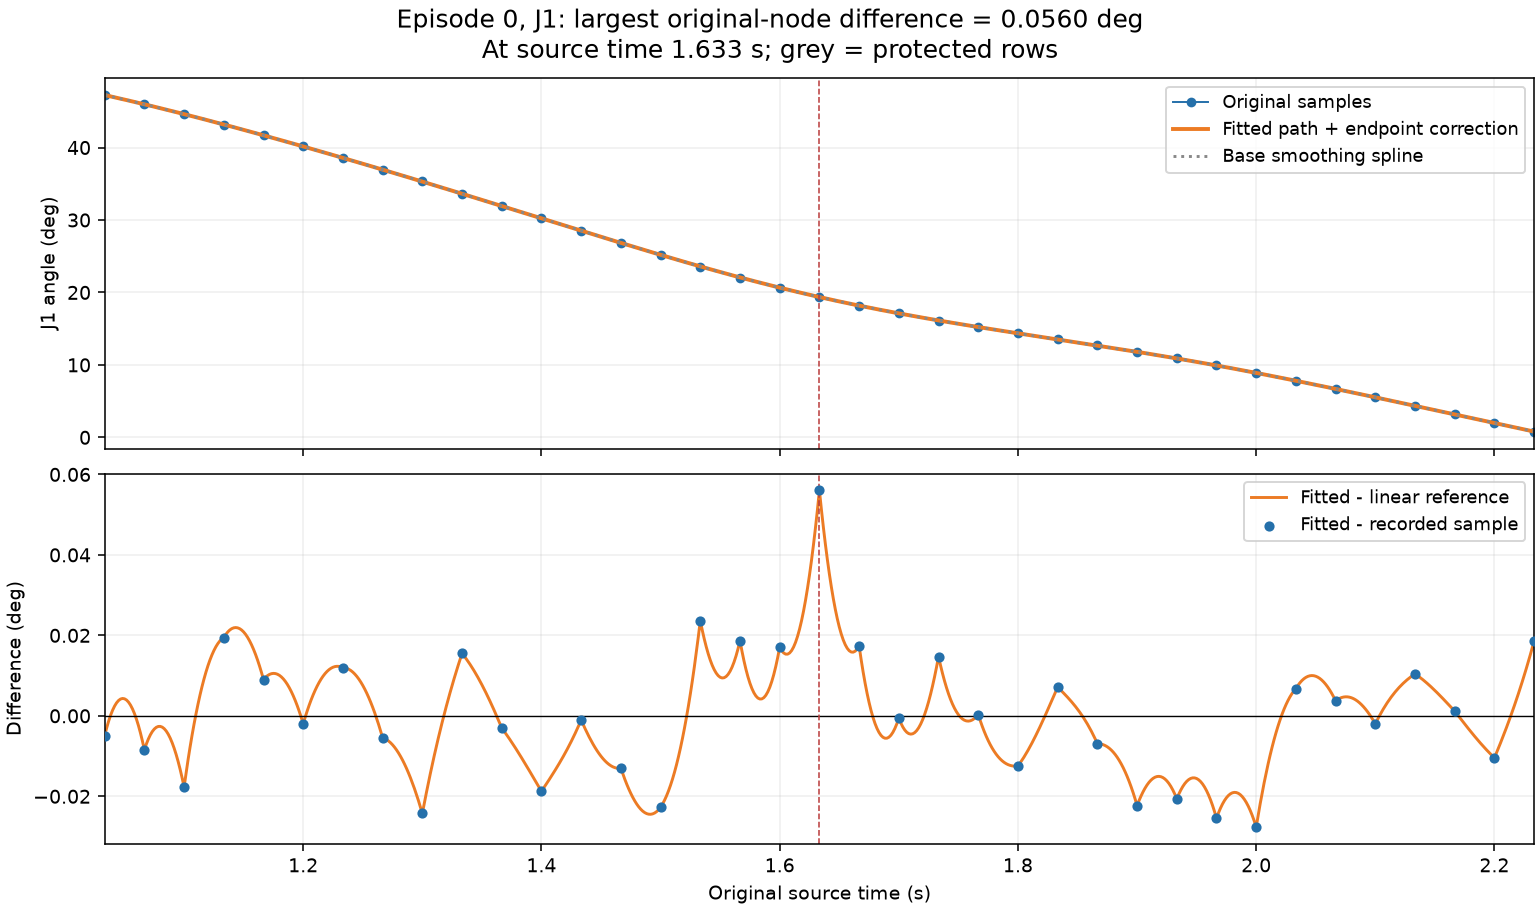 Episode 0, J1: largest original-node difference = 0.0560 deg
At source time 1.633 s; grey = protected rows
Original samples
Fitted path + endpoint correction
Base smoothing spline
J1 angle (deg)
40
30
20
10
0
Fitted - linear reference
Fitted - recorded sample
Difference (deg)
0.06
0.04
0.02
0.00
−0.02
1.2
1.4
1.6
1.8
2.0
2.2
Original source time (s)